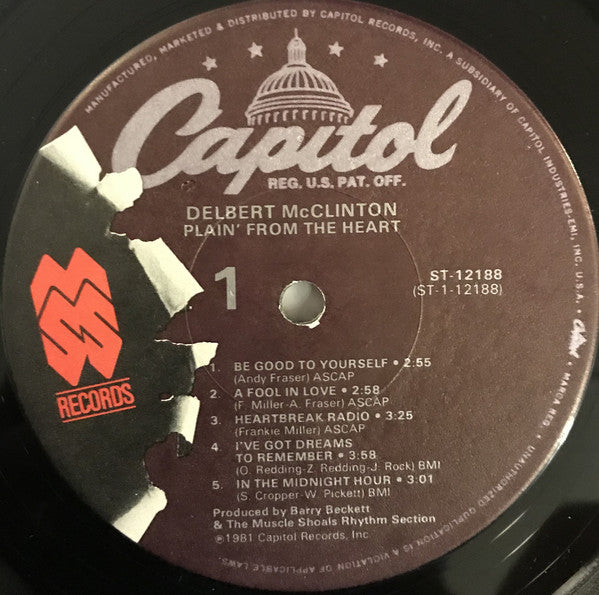 MANUFACTURED, MARKETED & DISTRIBUTED BY CAPITOL RECORDS, INC. A SUBSIDIARY OF CAPITOL INDUSTRIES-EMI, INC. U.S.A. • Capitol • MARCA REG. • UNAUTHORIZED DUPLICATION IS A VIOLATION OF APPLICABLE LAWS.
Capitol
REG. U.S. PAT. OFF.
DELBERT McCLINTON
PLAIN' FROM THE HEART
1
ST-12188
(ST-1-12188)
MSS
RECORDS
1. BE GOOD TO YOURSELF • 2:55
(Andy Fraser) ASCAP
2. A FOOL IN LOVE • 2:58
(F. Miller-A. Fraser) ASCAP
3. HEARTBREAK RADIO • 3:25
(Frankie Miller) ASCAP
4. I'VE GOT DREAMS
TO REMEMBER • 3:58
(O. Redding-Z. Redding-J. Rock) BMI
5. IN THE MIDNIGHT HOUR • 3:01
(S. Cropper-W. Pickett) BMI
Produced by Barry Beckett
& The Muscle Shoals Rhythm Section
℗1981 Capitol Records, Inc